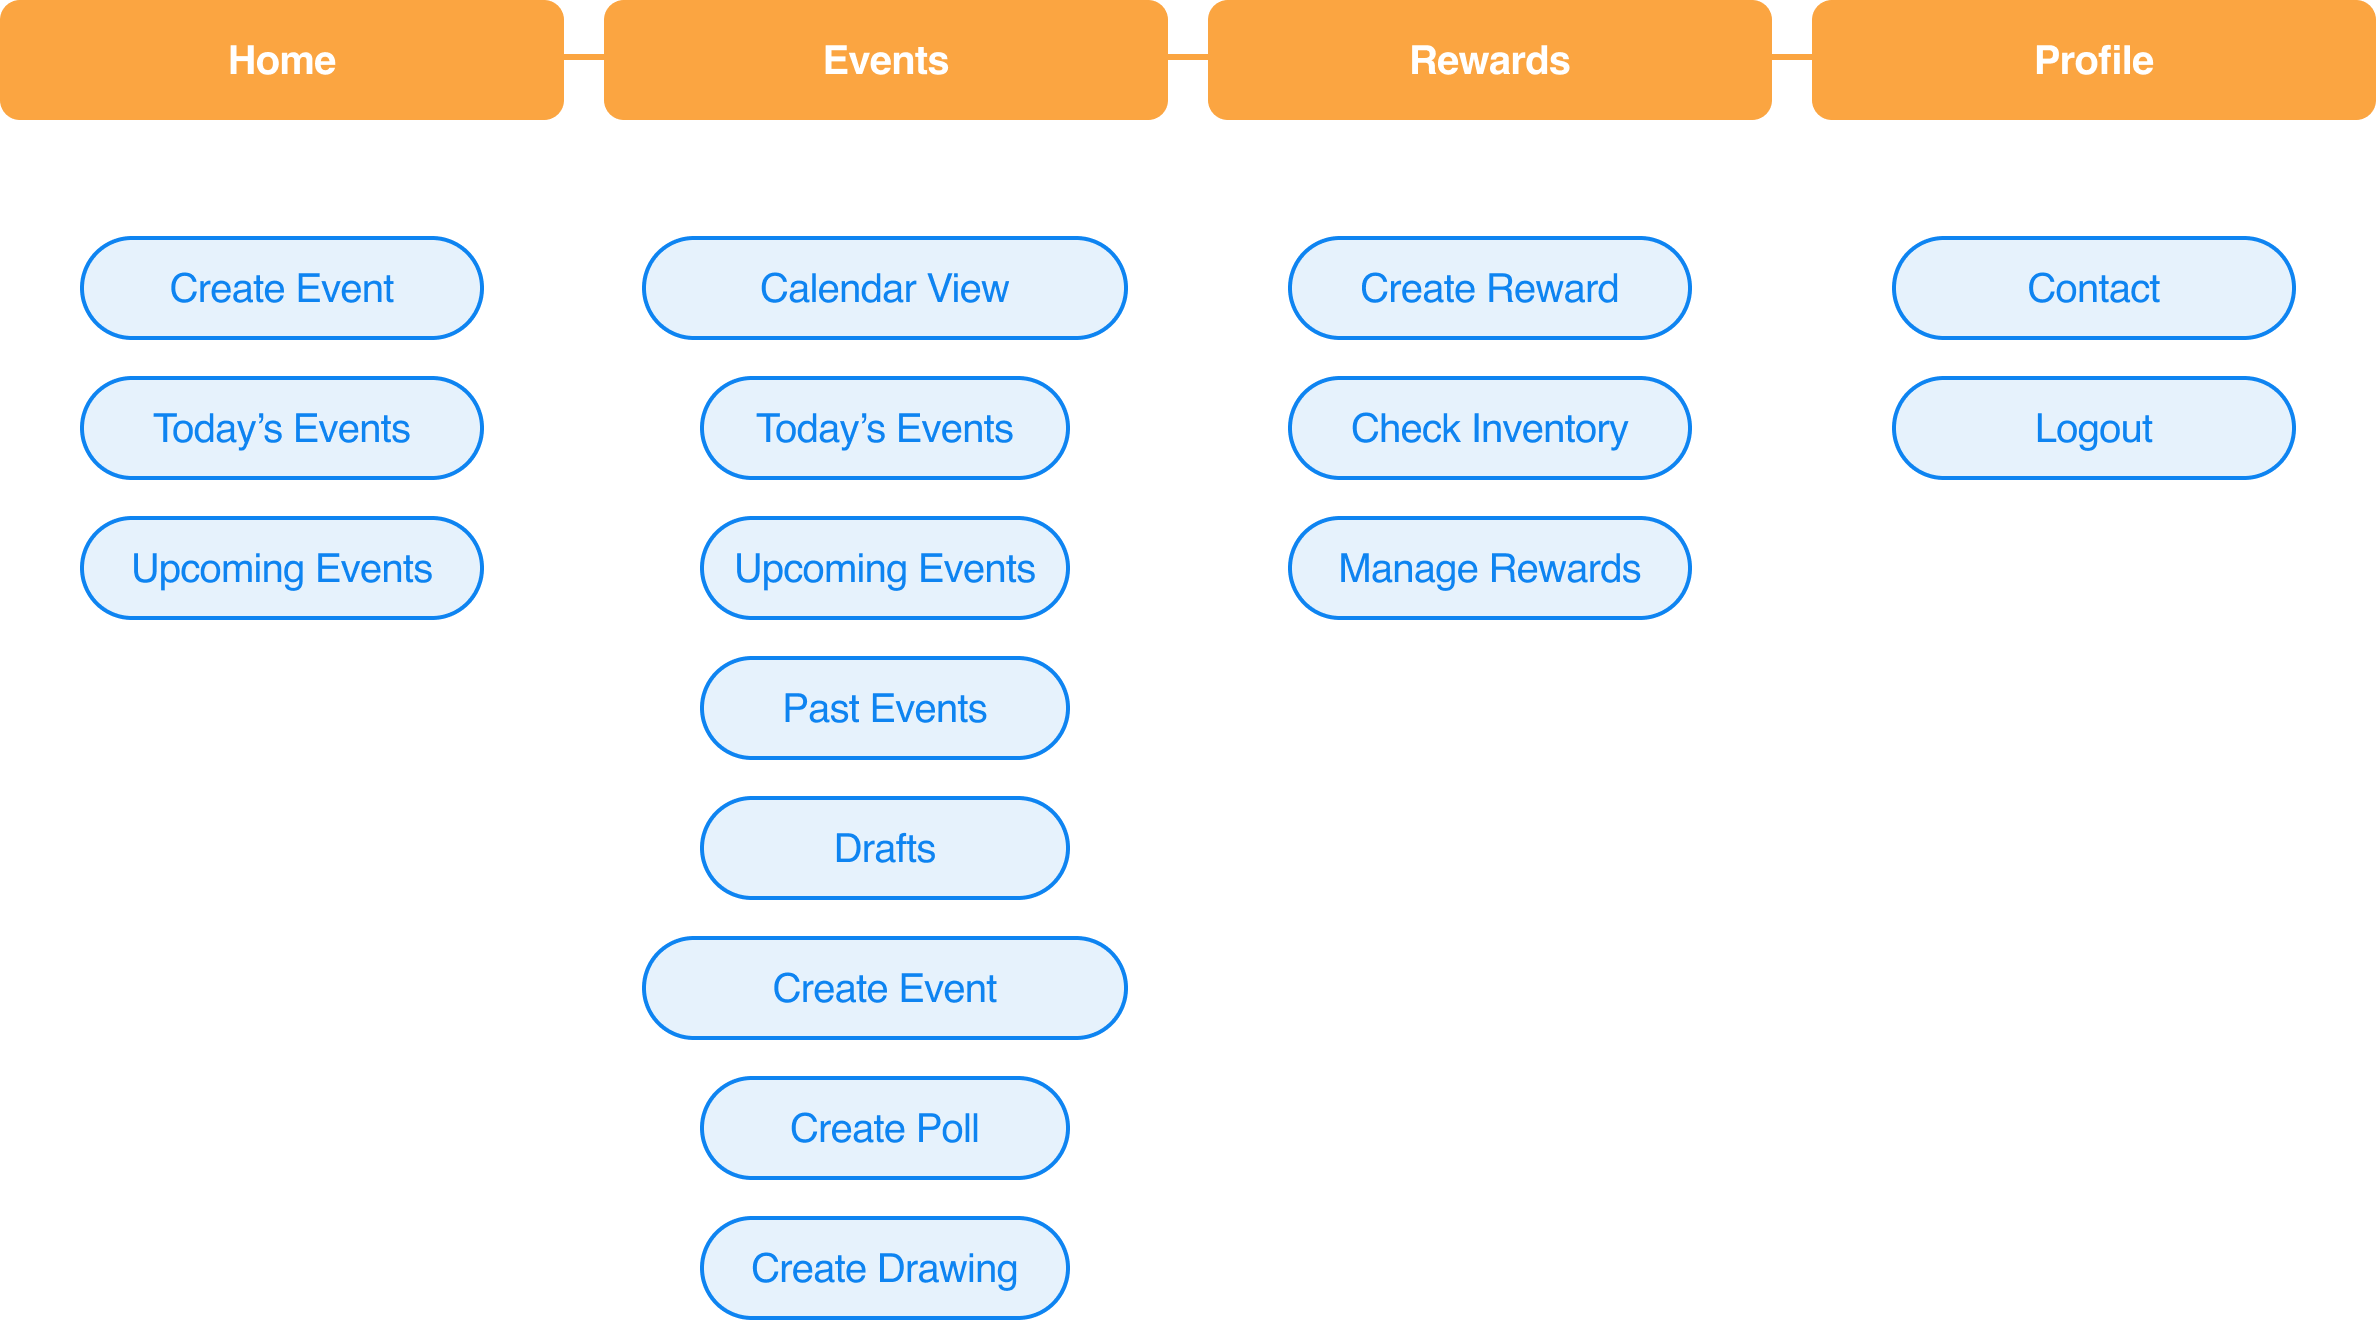 Home
Events
Rewards
Profile
Create Event
Today’s Events
Upcoming Events
Calendar View
Today’s Events
Upcoming Events
Past Events
Drafts
Create Event
Create Poll
Create Drawing
Create Reward
Check Inventory
Manage Rewards
Contact
Logout